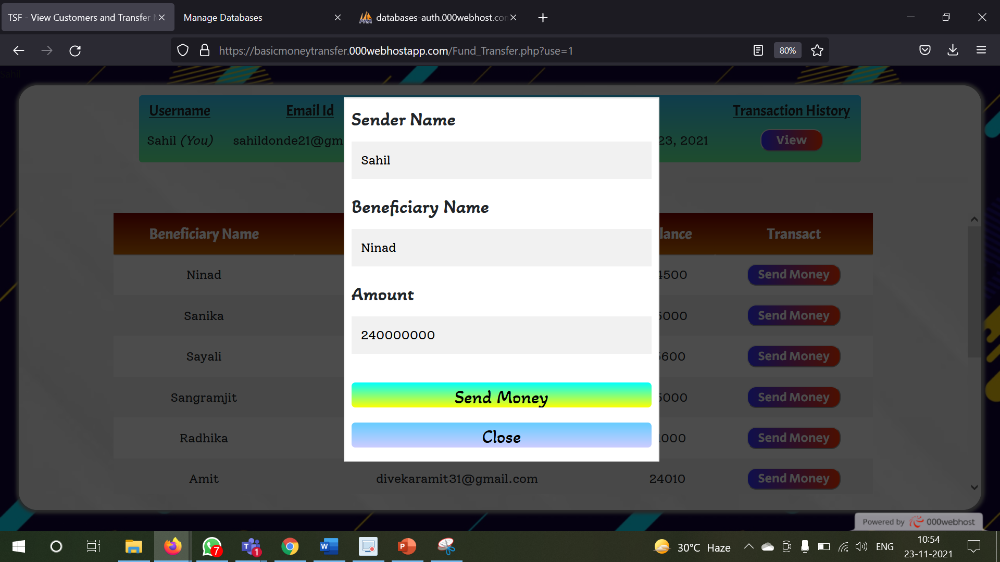 TSF - View Customers and Transfer
Manage Databases
databases-auth.000webhost.con
https://basicmoneytransfer.000webhostapp.com/Fund_Transfer.php?use=1
80%
Sahil
Username
Email Id
Transaction History
Sahil (You)
sahildonde21@gm
23, 2021
View
Sender Name
Sahil
Beneficiary Name
Ninad
Amount
240000000
Send Money
Close
Beneficiary Name
lance
Transact
Ninad
4500
Send Money
Sanika
5000
Send Money
Sayali
5600
Send Money
Sangramjit
5000
Send Money
Radhika
000
Send Money
Amit
divekaramit31@gmail.com
24010
Send Money
Powered by 000webhost
7
1
30°C Haze
ENG
10:54
23-11-2021